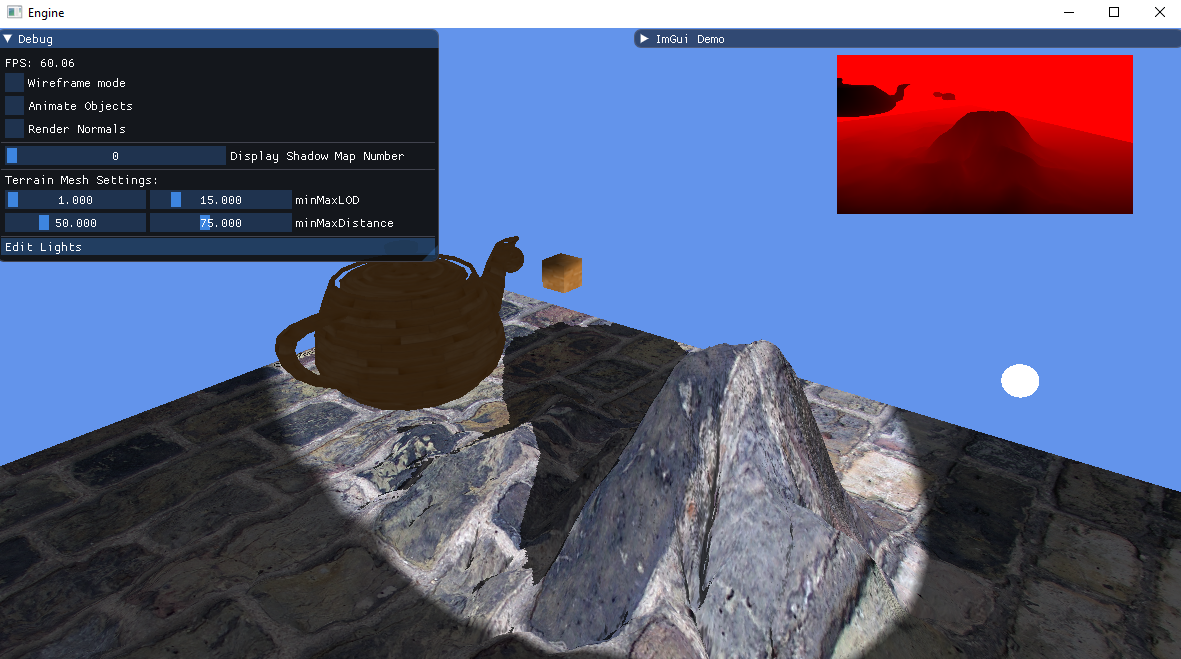 Engine
Debug
ImGui Demo
FPS: 60.06
Wireframe mode
Animate Objects
Render Normals
0 Display Shadow Map Number
Terrain Mesh Settings:
1.000 15.000 minMaxLOD
50.000 75.000 minMaxDistance
Edit Lights